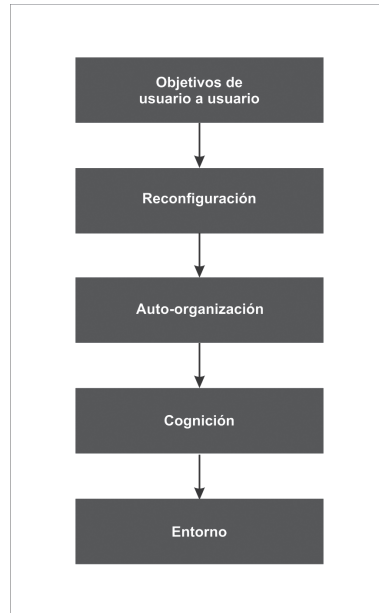 Objetivos de
usuario a usuario
Reconfiguración
Auto-organización
Cognición
Entorno